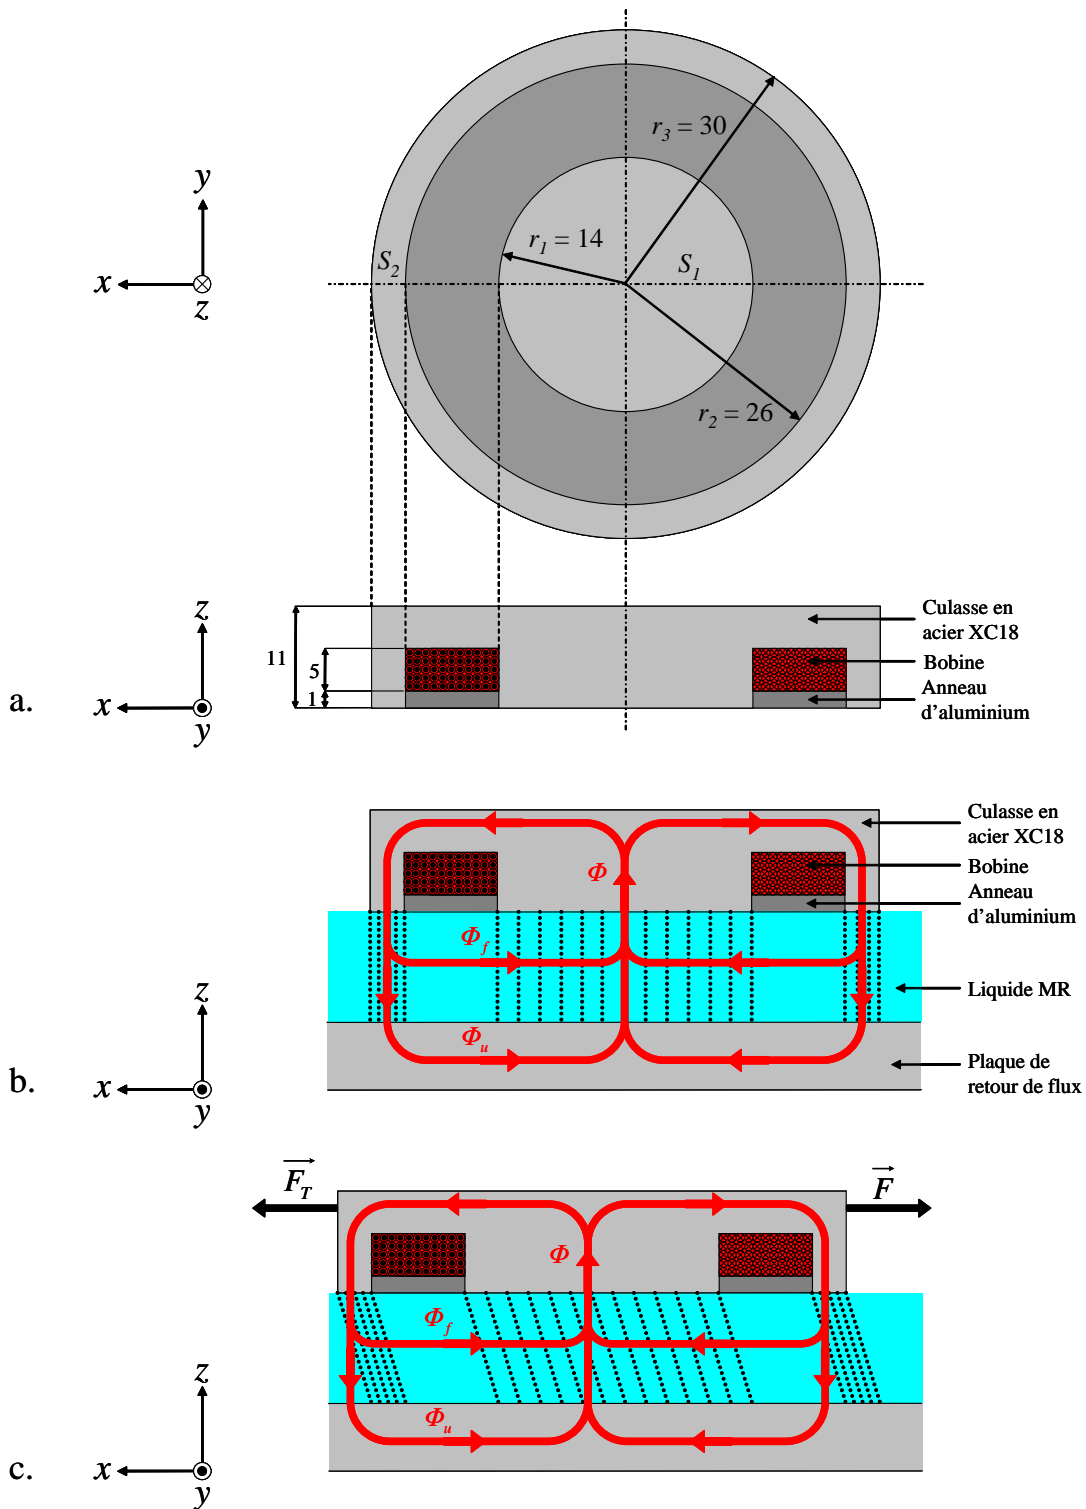 y
x
z
r3 = 30
r1 = 14
S2
S1
r2 = 26
a.
z
x
y
11
5
1
Culasse en
acier XC18
Bobine
Anneau
d'aluminium
b.
z
x
y
Φ
Φf
Φu
Culasse en
acier XC18
Bobine
Anneau
d'aluminium
Liquide MR
Plaque de
retour de flux
c.
z
x
y
FT
F
Φ
Φf
Φu